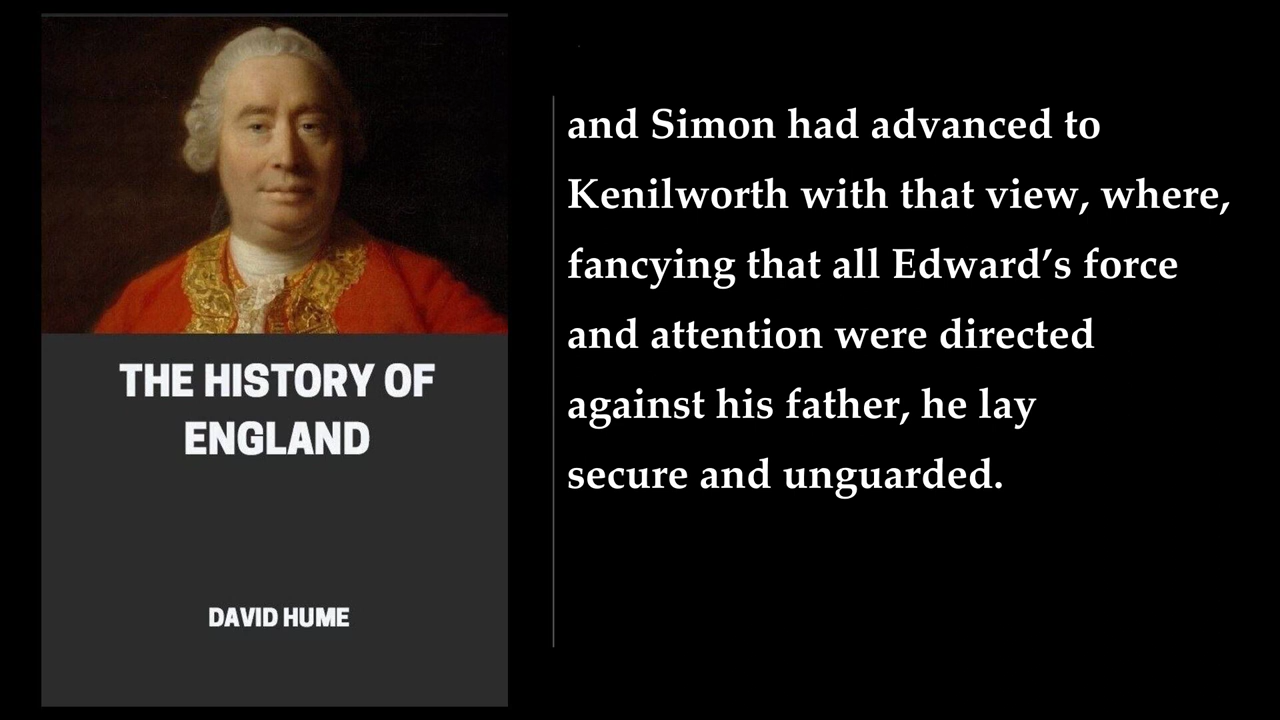 THE HISTORY OF
ENGLAND
DAVID HUME
and Simon had advanced to
Kenilworth with that view, where,
fancying that all Edward’s force
and attention were directed
against his father, he lay
secure and unguarded.